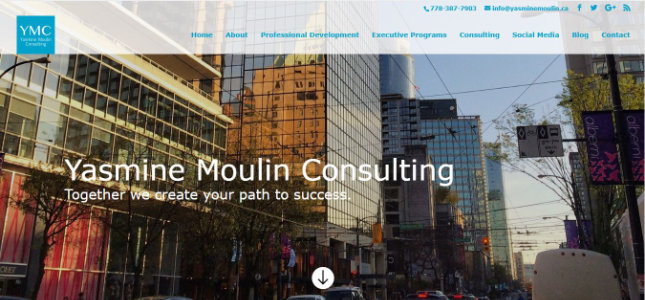 778-387-7903 info@yasminemoulin.ca
YMC
Yasmine Moulin
Consulting
Home About Professional Development Executive Programs Consulting Social Media Blog Contact
alberni
Yasmine Moulin Consulting
Together we create your path to success.